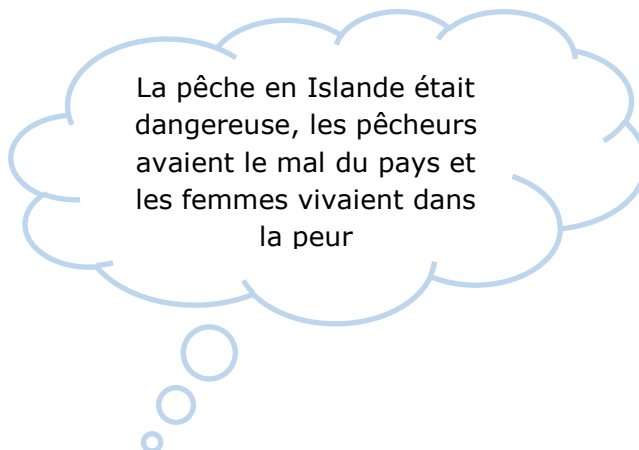 La pêche en Islande était
dangereuse, les pêcheurs
avaient le mal du pays et
les femmes vivaient dans
la peur